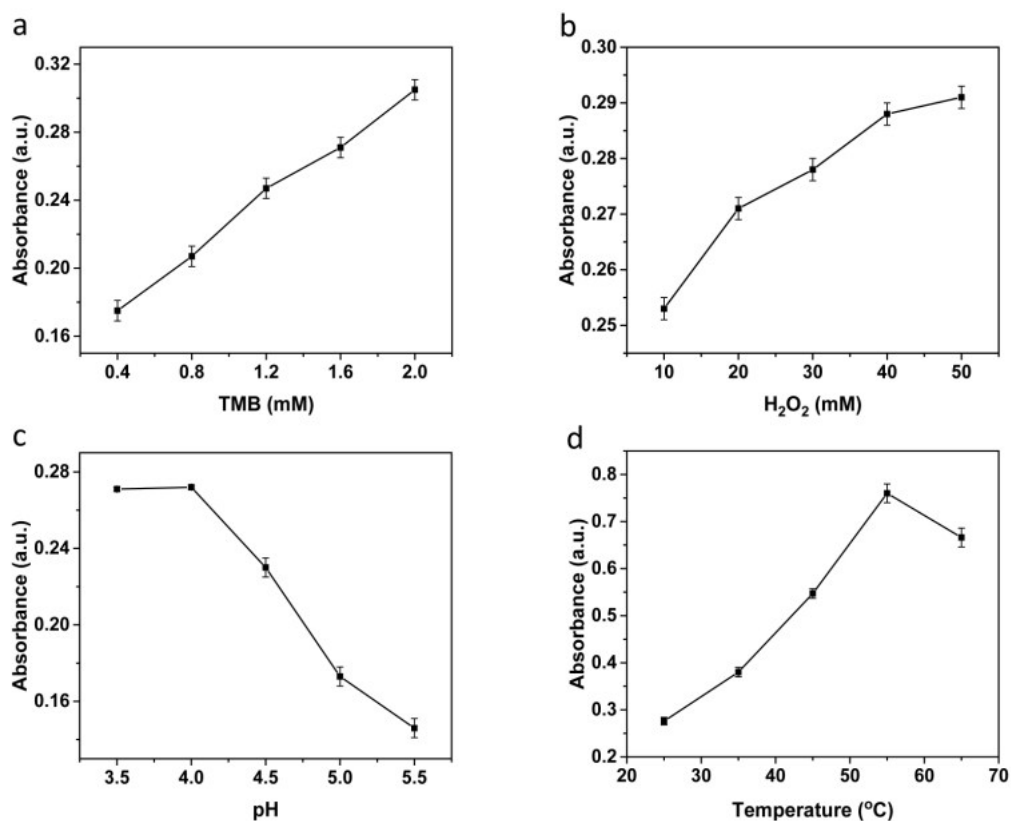 a
0.32
0.28
0.24
0.20
0.16
Absorbance (a.u.)
0.4 0.8 1.2 1.6 2.0
TMB (mM)
b
0.30
0.29
0.28
0.27
0.26
0.25
Absorbance (a.u.)
10 20 30 40 50
H₂O₂ (mM)
c
0.28
0.24
0.20
0.16
Absorbance (a.u.)
3.5 4.0 4.5 5.0 5.5
pH
d
0.8
0.7
0.6
0.5
0.4
0.3
0.2
Absorbance (a.u.)
20 30 40 50 60 70
Temperature (°C)